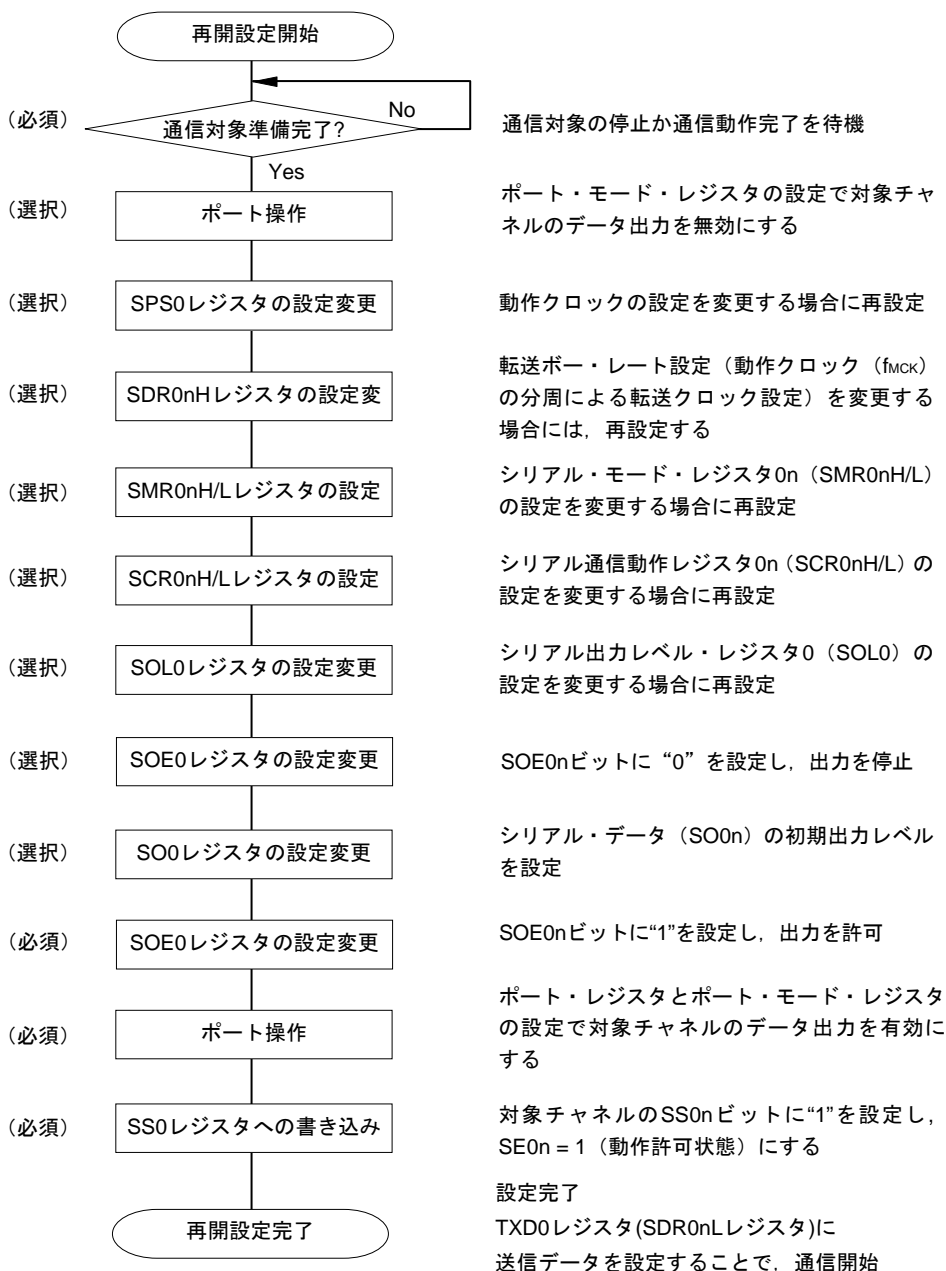 再開設定開始
No
(必須)
通信対象準備完了?
通信対象の停止か通信動作完了を待機
Yes
(選択)
ポート操作
ポート・モード・レジスタの設定で対象チャ
ネルのデータ出力を無効にする
(選択)
SPS0レジスタの設定変更
動作クロックの設定を変更する場合に再設定
(選択)
SDR0nHレジスタの設定変
転送ボー・レート設定（動作クロック（fMCK）
の分周による転送クロック設定）を変更する
場合には，再設定する
(選択)
SMR0nH/Lレジスタの設定
シリアル・モード・レジスタ0n（SMR0nH/L）
の設定を変更する場合に再設定
(選択)
SCR0nH/Lレジスタの設定
シリアル通信動作レジスタ0n（SCR0nH/L）の
設定を変更する場合に再設定
(選択)
SOL0レジスタの設定変更
シリアル出力レベル・レジスタ0（SOL0）の
設定を変更する場合に再設定
(選択)
SOE0レジスタの設定変更
SOE0nビットに“0”を設定し，出力を停止
(選択)
SO0レジスタの設定変更
シリアル・データ（SO0n）の初期出力レベル
を設定
(必須)
SOE0レジスタの設定変更
SOE0nビットに“1”を設定し，出力を許可
(必須)
ポート操作
ポート・レジスタとポート・モード・レジスタ
の設定で対象チャネルのデータ出力を有効に
する
(必須)
SS0レジスタへの書き込み
対象チャネルのSS0nビットに“1”を設定し，
SE0n = 1（動作許可状態）にする
再開設定完了
設定完了
TXD0レジスタ(SDR0nLレジスタ)に
送信データを設定することで，通信開始